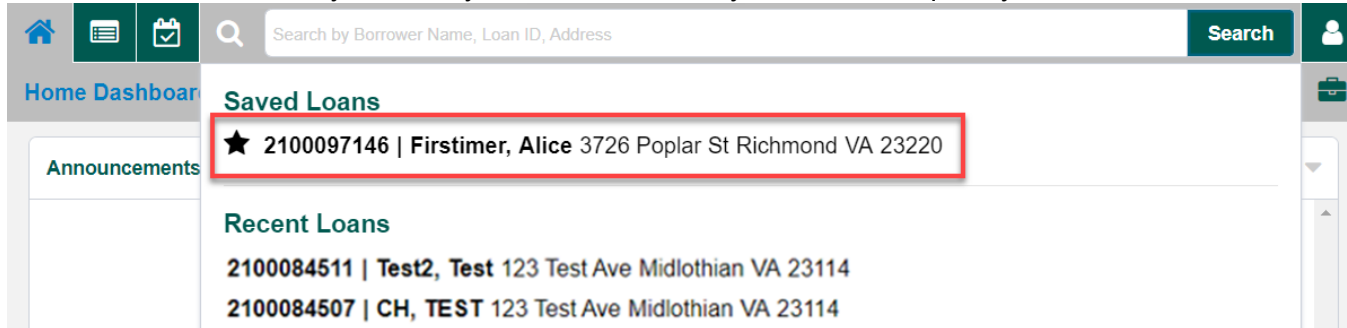 Search by Borrower Name, Loan ID, Address
Search
Home Dashboar
Saved Loans
2100097146 | Firstimer, Alice 3726 Poplar St Richmond VA 23220
Announcements
Recent Loans
2100084511 | Test2, Test 123 Test Ave Midlothian VA 23114
2100084507 | CH, TEST 123 Test Ave Midlothian VA 23114